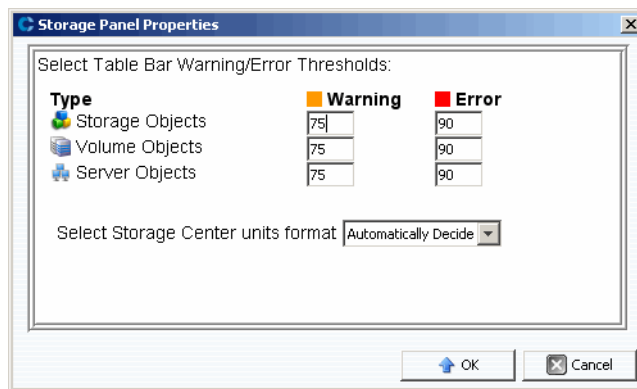 Storage Panel Properties
Select Table Bar Warning/Error Thresholds:
Type Warning Error
Storage Objects 75 90
Volume Objects 75 90
Server Objects 75 90
Select Storage Center units format Automatically Decide
OK Cancel